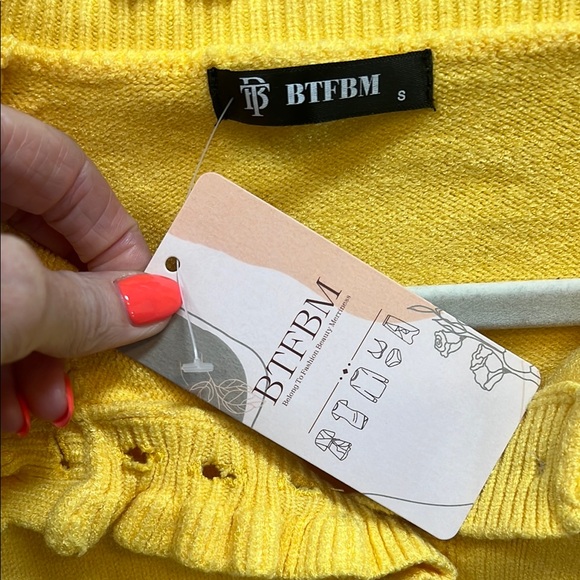 BTFBM S
BTFBM
Belong To Fashion Beauty Merriness